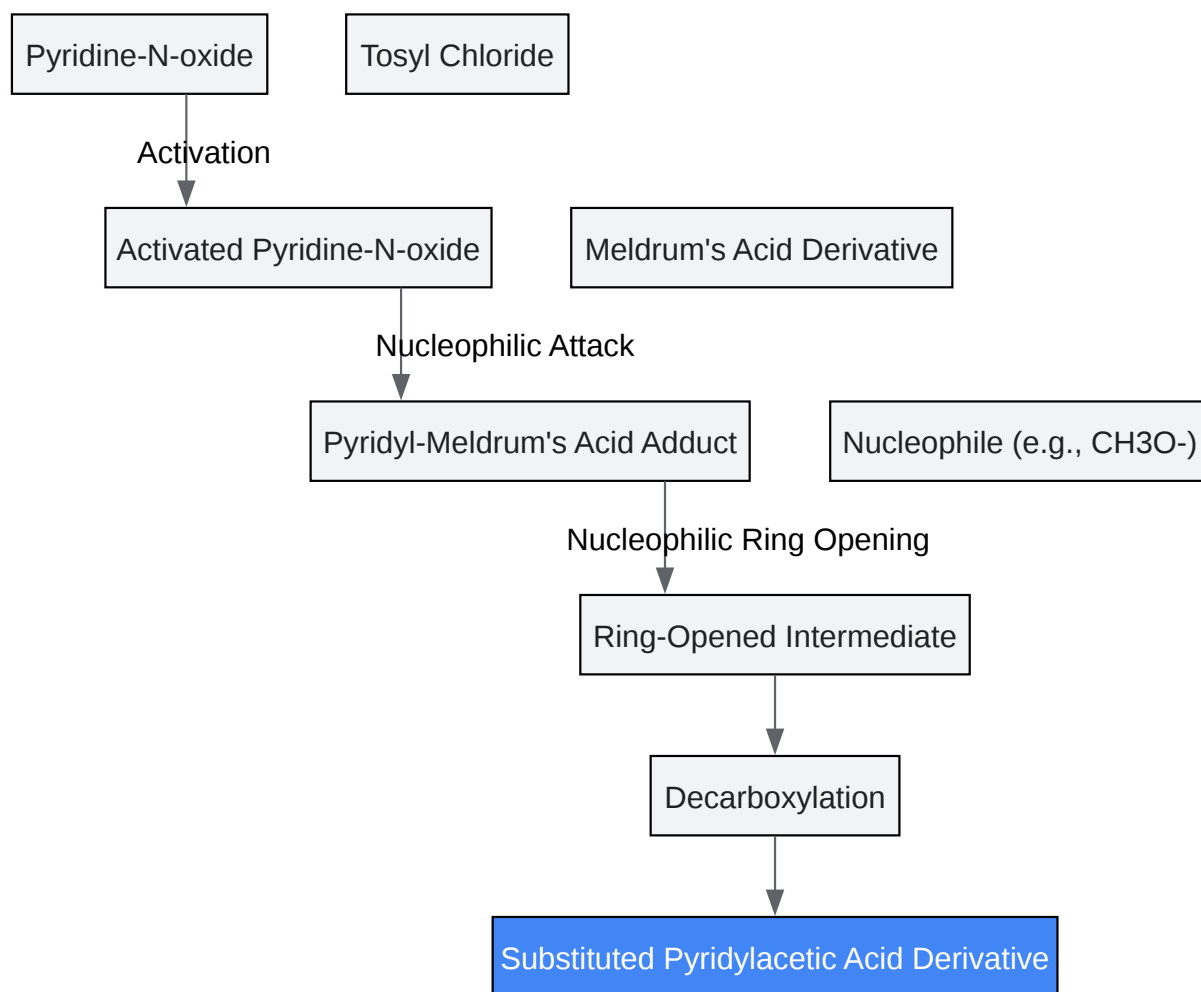 Pyridine-N-oxide
Tosyl Chloride
Activation
Activated Pyridine-N-oxide
Meldrum's Acid Derivative
Nucleophilic Attack
Pyridyl-Meldrum's Acid Adduct
Nucleophile (e.g., CH3O-)
Nucleophilic Ring Opening
Ring-Opened Intermediate
Decarboxylation
Substituted Pyridylacetic Acid Derivative